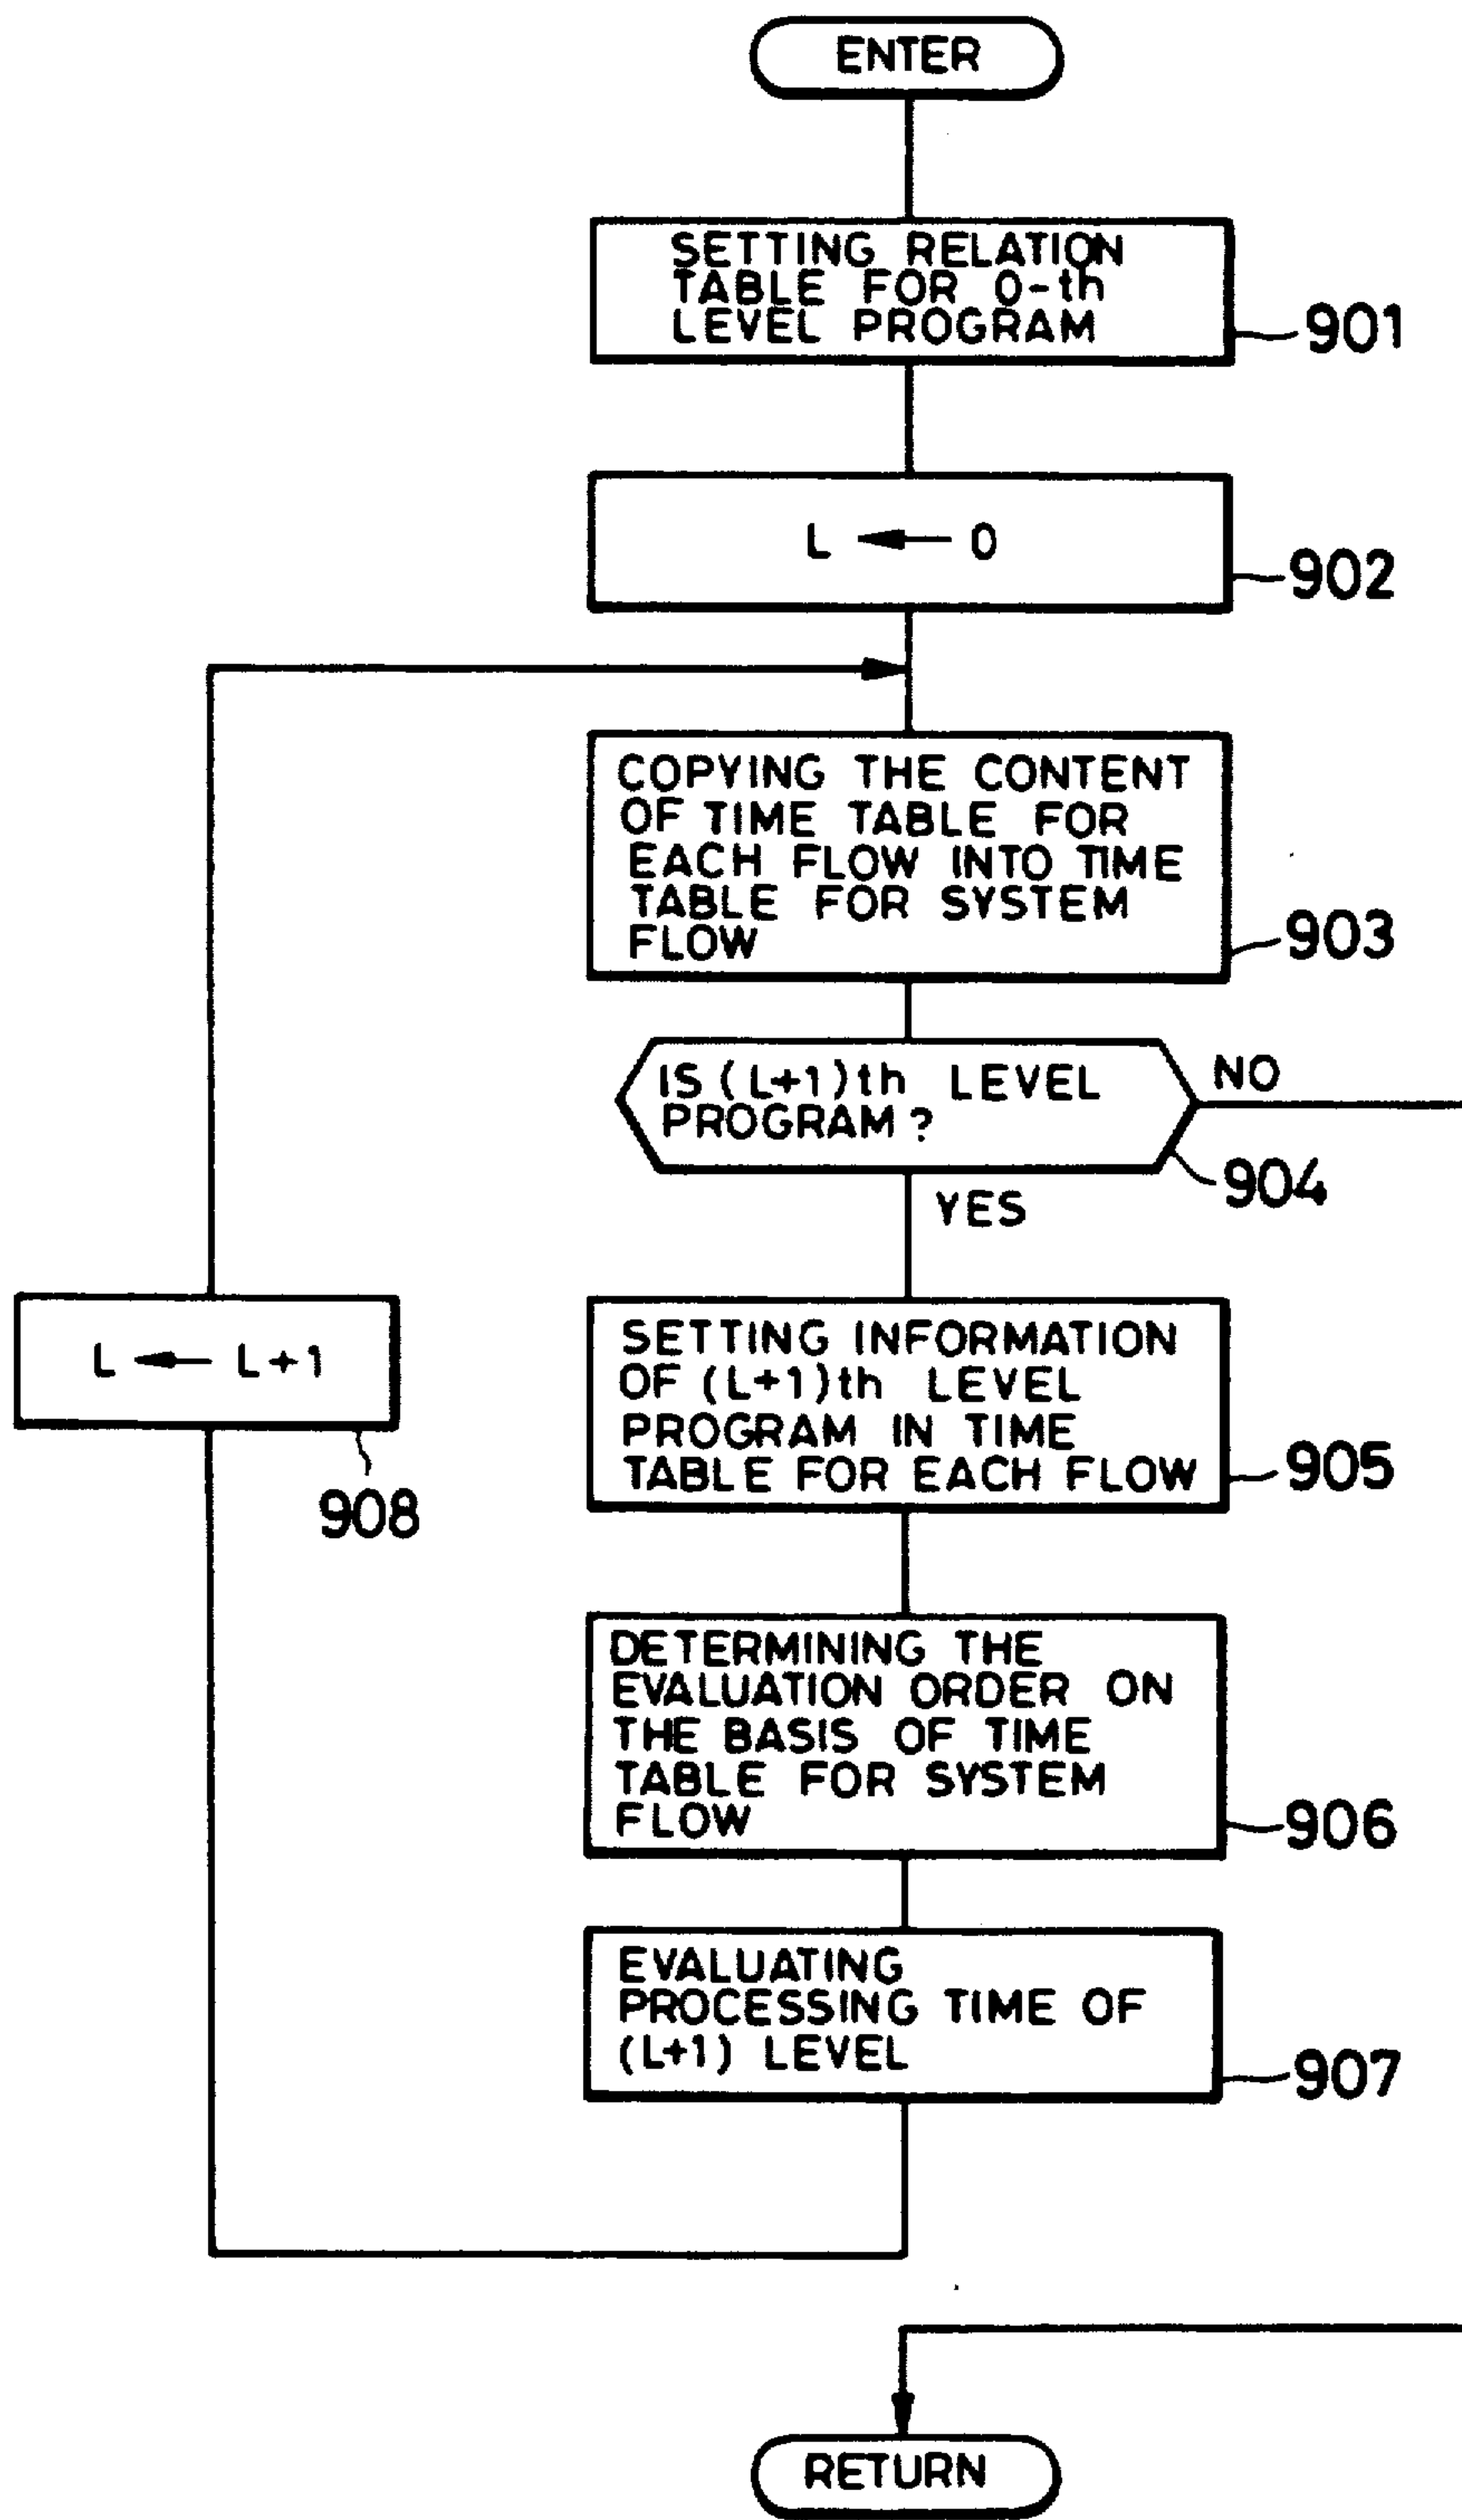 ENTER
SETTING RELATION
TABLE FOR 0-th
LEVEL PROGRAM
901
L ← 0
902
COPYING THE CONTENT
OF TIME TABLE FOR
EACH FLOW INTO TIME
TABLE FOR SYSTEM
FLOW
903
IS (L+1)th LEVEL
PROGRAM?
NO
904
YES
SETTING INFORMATION
OF (L+1)th LEVEL
PROGRAM IN TIME
TABLE FOR EACH FLOW
905
L ← L+1
908
DETERMINING THE
EVALUATION ORDER ON
THE BASIS OF TIME
TABLE FOR SYSTEM
FLOW
906
EVALUATING
PROCESSING TIME OF
(L+1) LEVEL
907
RETURN